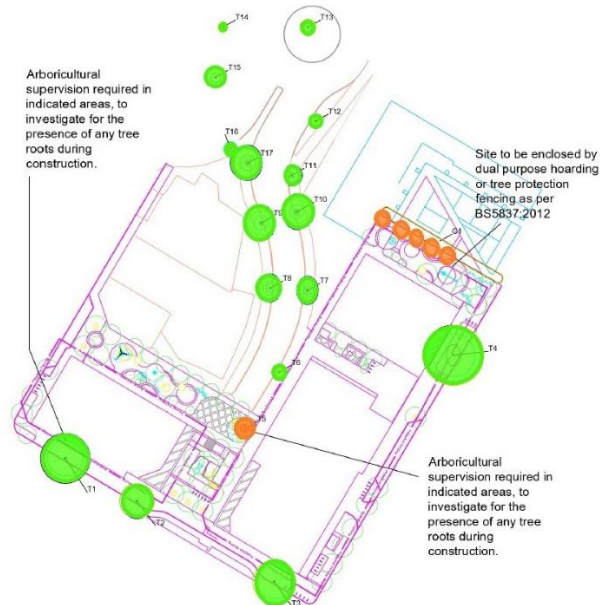 T14
T13
T15
T12
Arboricultural
supervision required in
indicated areas, to
investigate for the
presence of any tree
roots during
construction.
T16
T17
T11
Site to be enclosed by
dual purpose hoarding
or tree protection
fencing as per
BS5837:2012
T10
T9
G1
T8
T7
T4
T6
T5
Arboricultural
supervision required in
indicated areas, to
investigate for the
presence of any tree
roots during
construction.
T1
T2
T3